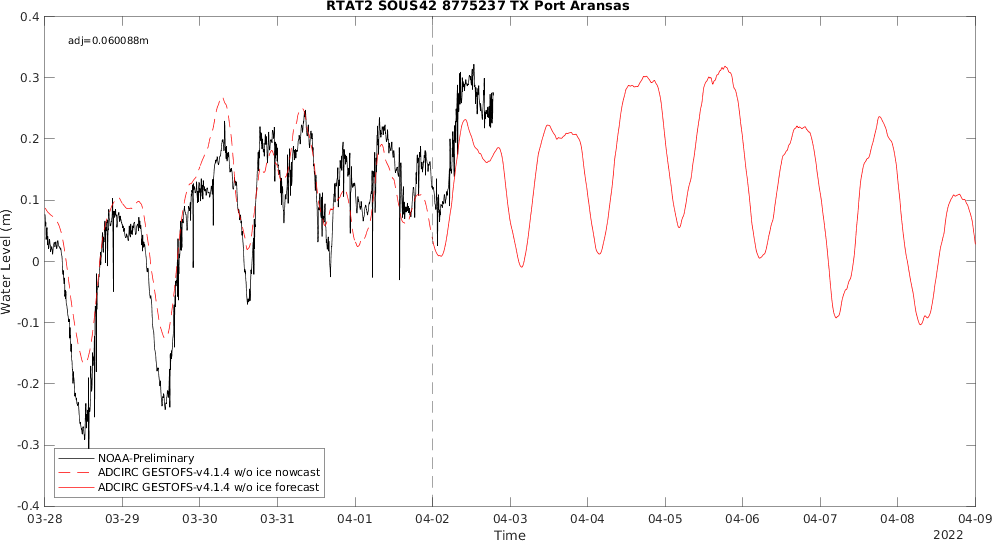 RTAT2 SOUS42 8775237 TX Port Aransas
adj=0.060088m
0.4
0.3
0.2
0.1
0
-0.1
-0.2
-0.3
-0.4
Water Level (m)
NOAA-Preliminary
ADCIRC GESTOFS-v4.1.4 w/o ice nowcast
ADCIRC GESTOFS-v4.1.4 w/o ice forecast
03-28 03-29 03-30 03-31 04-01 04-02 04-03 04-04 04-05 04-06 04-07 04-08 04-09
Time
2022